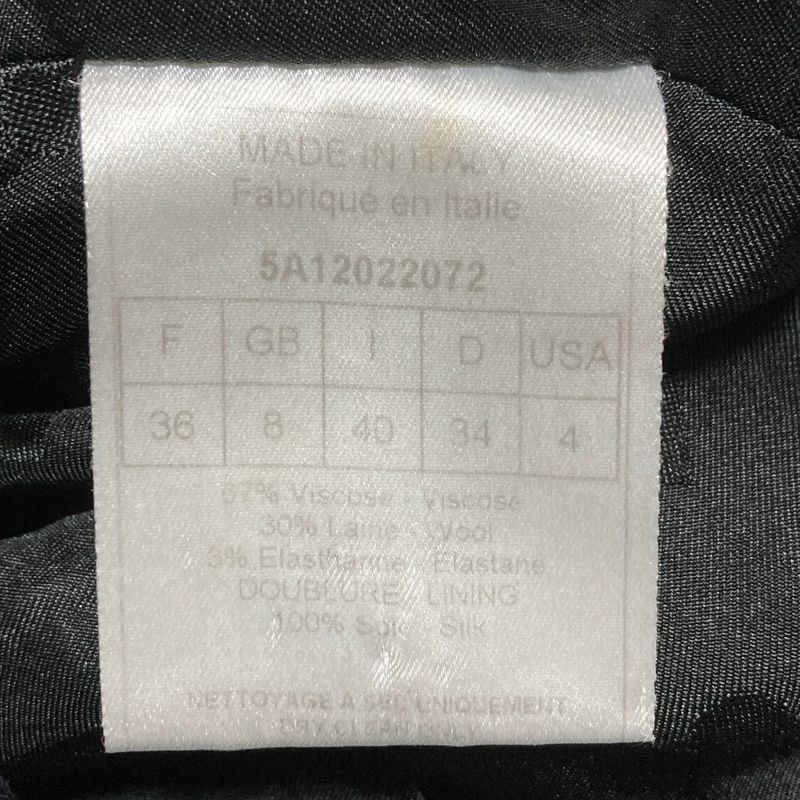 MADE IN ITALY
Fabriqué en Italie
5A12022072
F GB I D USA
36 8 40 34 4
67% Viscose - Viscose
30% Laine - Wool
3% Elasthanne - Elastane
DOUBLURE - LINING
100% Soie - Silk
NETTOYAGE A SEC UNIQUEMENT
DRY CLEAN ONLY